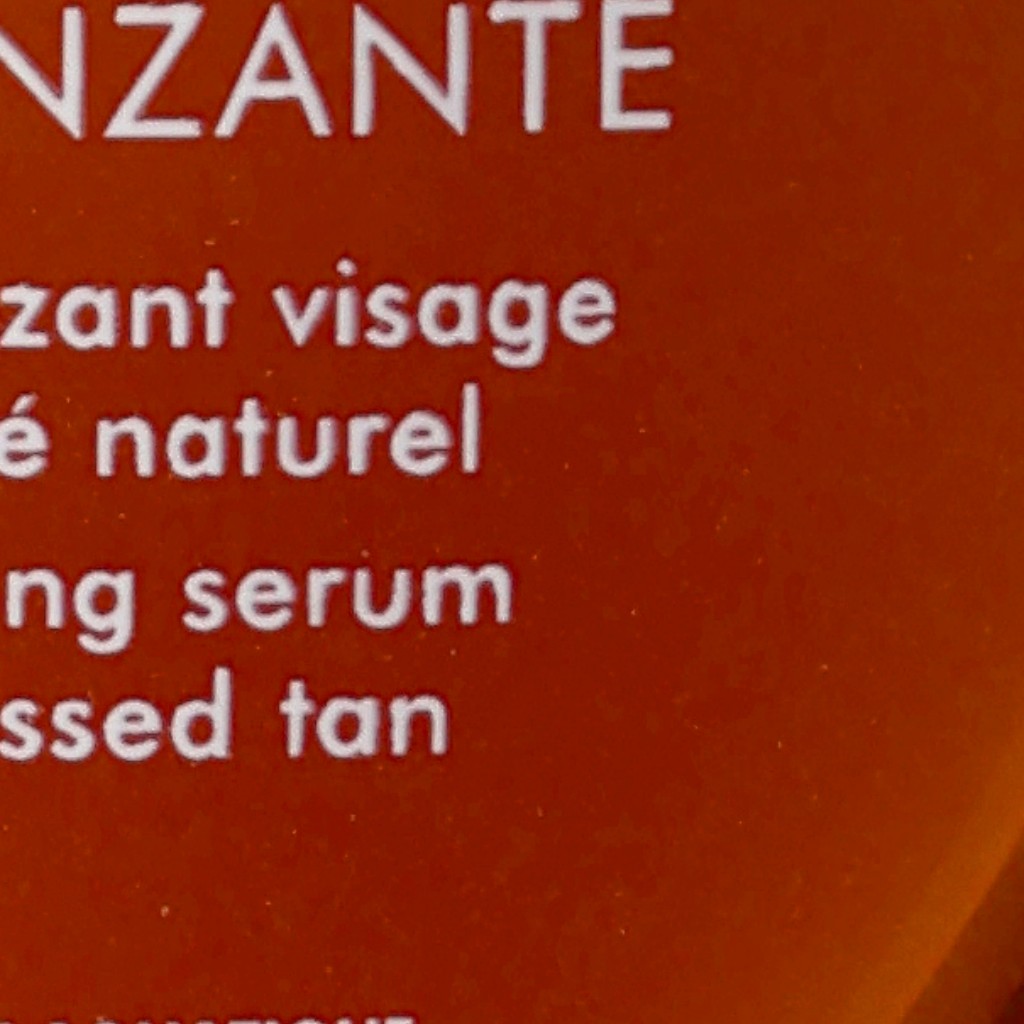 NZANTE
zant visage
é naturel
ng serum
ssed tan